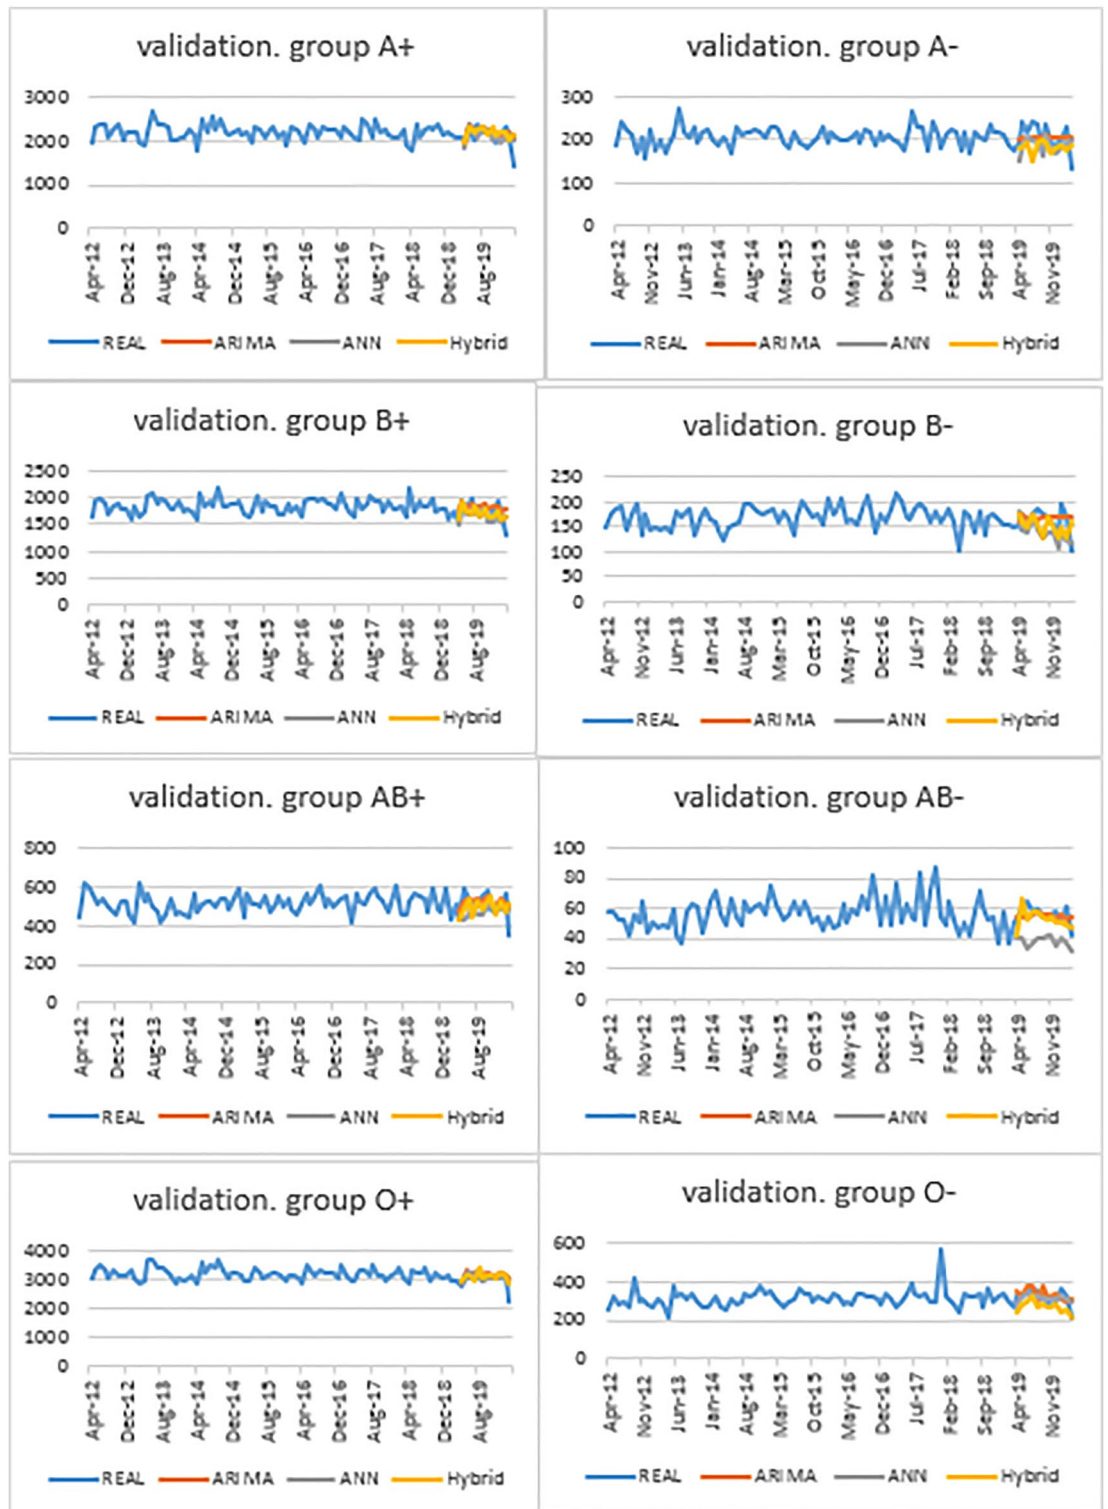 validation. group A+
3000
2000
1000
0
Apr-12 Dec-12 Aug-13 Apr-14 Dec-14 Aug-15 Apr-16 Dec-16 Aug-17 Apr-18 Dec-18 Aug-19
REAL ARIMA ANN Hybrid
validation. group A-
300
200
100
0
Apr-12 Nov-12 Jun-13 Jan-14 Aug-14 Mar-15 Oct-15 May-16 Dec-16 Jul-17 Feb-18 Sep-18 Apr-19 Nov-19
REAL ARIMA ANN Hybrid
validation. group B+
2500
2000
1500
1000
500
0
Apr-12 Dec-12 Aug-13 Apr-14 Dec-14 Aug-15 Apr-16 Dec-16 Aug-17 Apr-18 Dec-18 Aug-19
REAL ARIMA ANN Hybrid
validation. group B-
250
200
150
100
50
0
Apr-12 Nov-12 Jun-13 Jan-14 Aug-14 Mar-15 Oct-15 May-16 Dec-16 Jul-17 Feb-18 Sep-18 Apr-19 Nov-19
REAL ARIMA ANN Hybrid
validation. group AB+
800
600
400
200
0
Apr-12 Dec-12 Aug-13 Apr-14 Dec-14 Aug-15 Apr-16 Dec-16 Aug-17 Apr-18 Dec-18 Aug-19
REAL ARIMA ANN Hybrid
validation. group AB-
100
80
60
40
20
0
Apr-12 Nov-12 Jun-13 Jan-14 Aug-14 Mar-15 Oct-15 May-16 Dec-16 Jul-17 Feb-18 Sep-18 Apr-19 Nov-19
REAL ARIMA ANN Hybrid
validation. group O+
4000
3000
2000
1000
0
Apr-12 Dec-12 Aug-13 Apr-14 Dec-14 Aug-15 Apr-16 Dec-16 Aug-17 Apr-18 Dec-18 Aug-19
REAL ARIMA ANN Hybrid
validation. group O-
600
400
200
0
Apr-12 Nov-12 Jun-13 Jan-14 Aug-14 Mar-15 Oct-15 May-16 Dec-16 Jul-17 Feb-18 Sep-18 Apr-19 Nov-19
REAL ARIMA ANN Hybrid